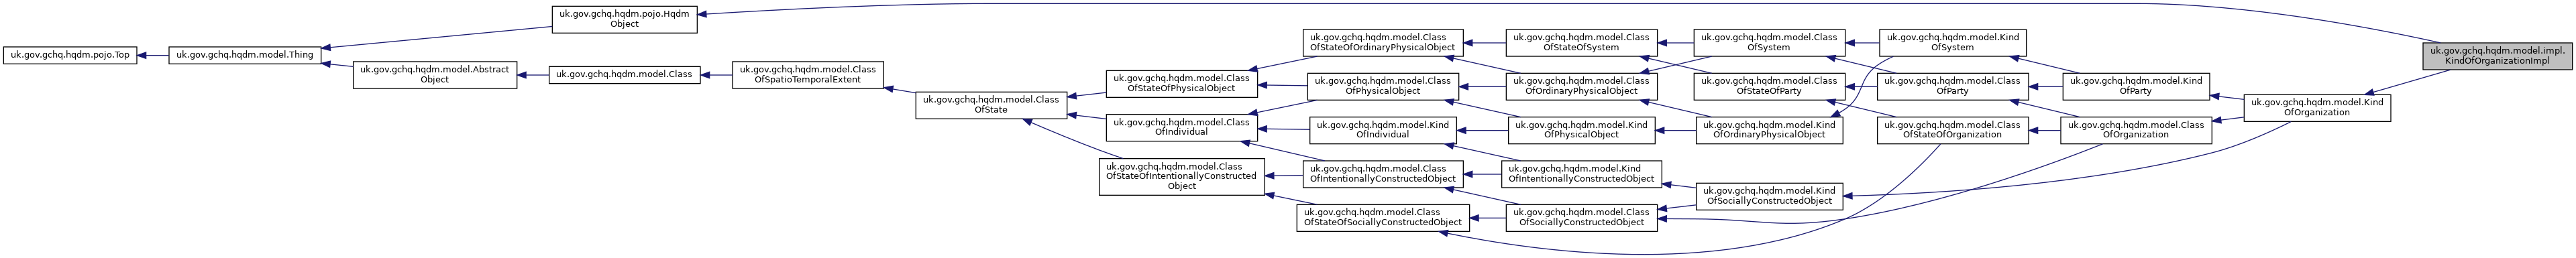 uk.gov.gchq.hqdm.pojo.Top
uk.gov.gchq.hqdm.model.Thing
uk.gov.gchq.hqdm.pojo.Hqdm
Object
uk.gov.gchq.hqdm.model.Abstract
Object
uk.gov.gchq.hqdm.model.Class
uk.gov.gchq.hqdm.model.Class
OfSpatioTemporalExtent
uk.gov.gchq.hqdm.model.Class
OfState
uk.gov.gchq.hqdm.model.Class
OfStateOfPhysicalObject
uk.gov.gchq.hqdm.model.Class
OfIndividual
uk.gov.gchq.hqdm.model.Class
OfStateOfIntentionallyConstructed
Object
uk.gov.gchq.hqdm.model.Class
OfStateOfOrdinaryPhysicalObject
uk.gov.gchq.hqdm.model.Class
OfPhysicalObject
uk.gov.gchq.hqdm.model.Kind
OfIndividual
uk.gov.gchq.hqdm.model.Class
OfIntentionallyConstructedObject
uk.gov.gchq.hqdm.model.Class
OfStateOfSociallyConstructedObject
uk.gov.gchq.hqdm.model.Class
OfStateOfSystem
uk.gov.gchq.hqdm.model.Class
OfOrdinaryPhysicalObject
uk.gov.gchq.hqdm.model.Kind
OfPhysicalObject
uk.gov.gchq.hqdm.model.Kind
OfIntentionallyConstructedObject
uk.gov.gchq.hqdm.model.Class
OfSociallyConstructedObject
uk.gov.gchq.hqdm.model.Class
OfSystem
uk.gov.gchq.hqdm.model.Class
OfStateOfParty
uk.gov.gchq.hqdm.model.Kind
OfOrdinaryPhysicalObject
uk.gov.gchq.hqdm.model.Kind
OfSociallyConstructedObject
uk.gov.gchq.hqdm.model.Kind
OfSystem
uk.gov.gchq.hqdm.model.Class
OfParty
uk.gov.gchq.hqdm.model.Class
OfStateOfOrganization
uk.gov.gchq.hqdm.model.Kind
OfParty
uk.gov.gchq.hqdm.model.Class
OfOrganization
uk.gov.gchq.hqdm.model.Kind
OfOrganization
uk.gov.gchq.hqdm.model.impl.
KindOfOrganizationImpl